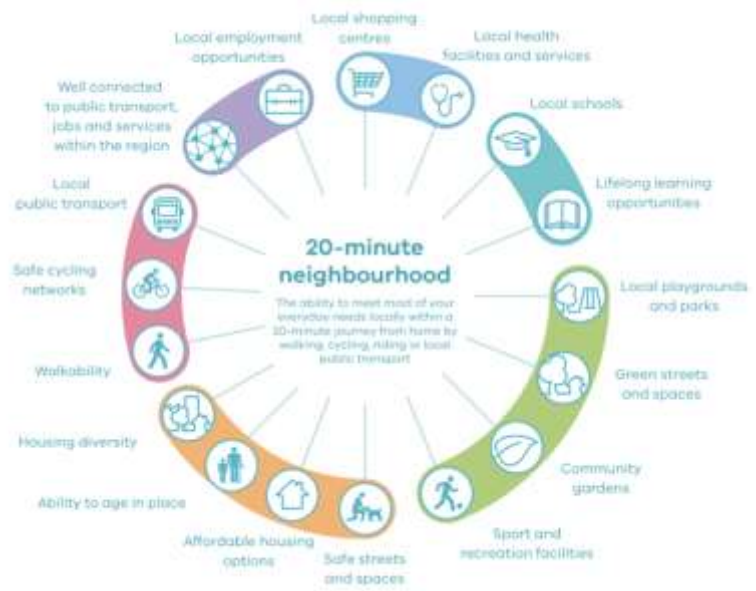 Local shopping
centres
Local health
facilities and services
Local schools
Lifelong learning
opportunities
Local playgrounds
and parks
Green streets
and spaces
Community
gardens
Sport and
recreation facilities
Safe streets
and spaces
Affordable housing
options
Ability to age in place
Housing diversity
Walkability
Safe cycling
networks
Local
public transport
Well connected
to public transport,
jobs and services
within the region
Local employment
opportunities
20-minute
neighbourhood
The ability to meet most of your
everyday needs locally within a
20-minute journey from home by
walking, cycling, riding or local
public transport